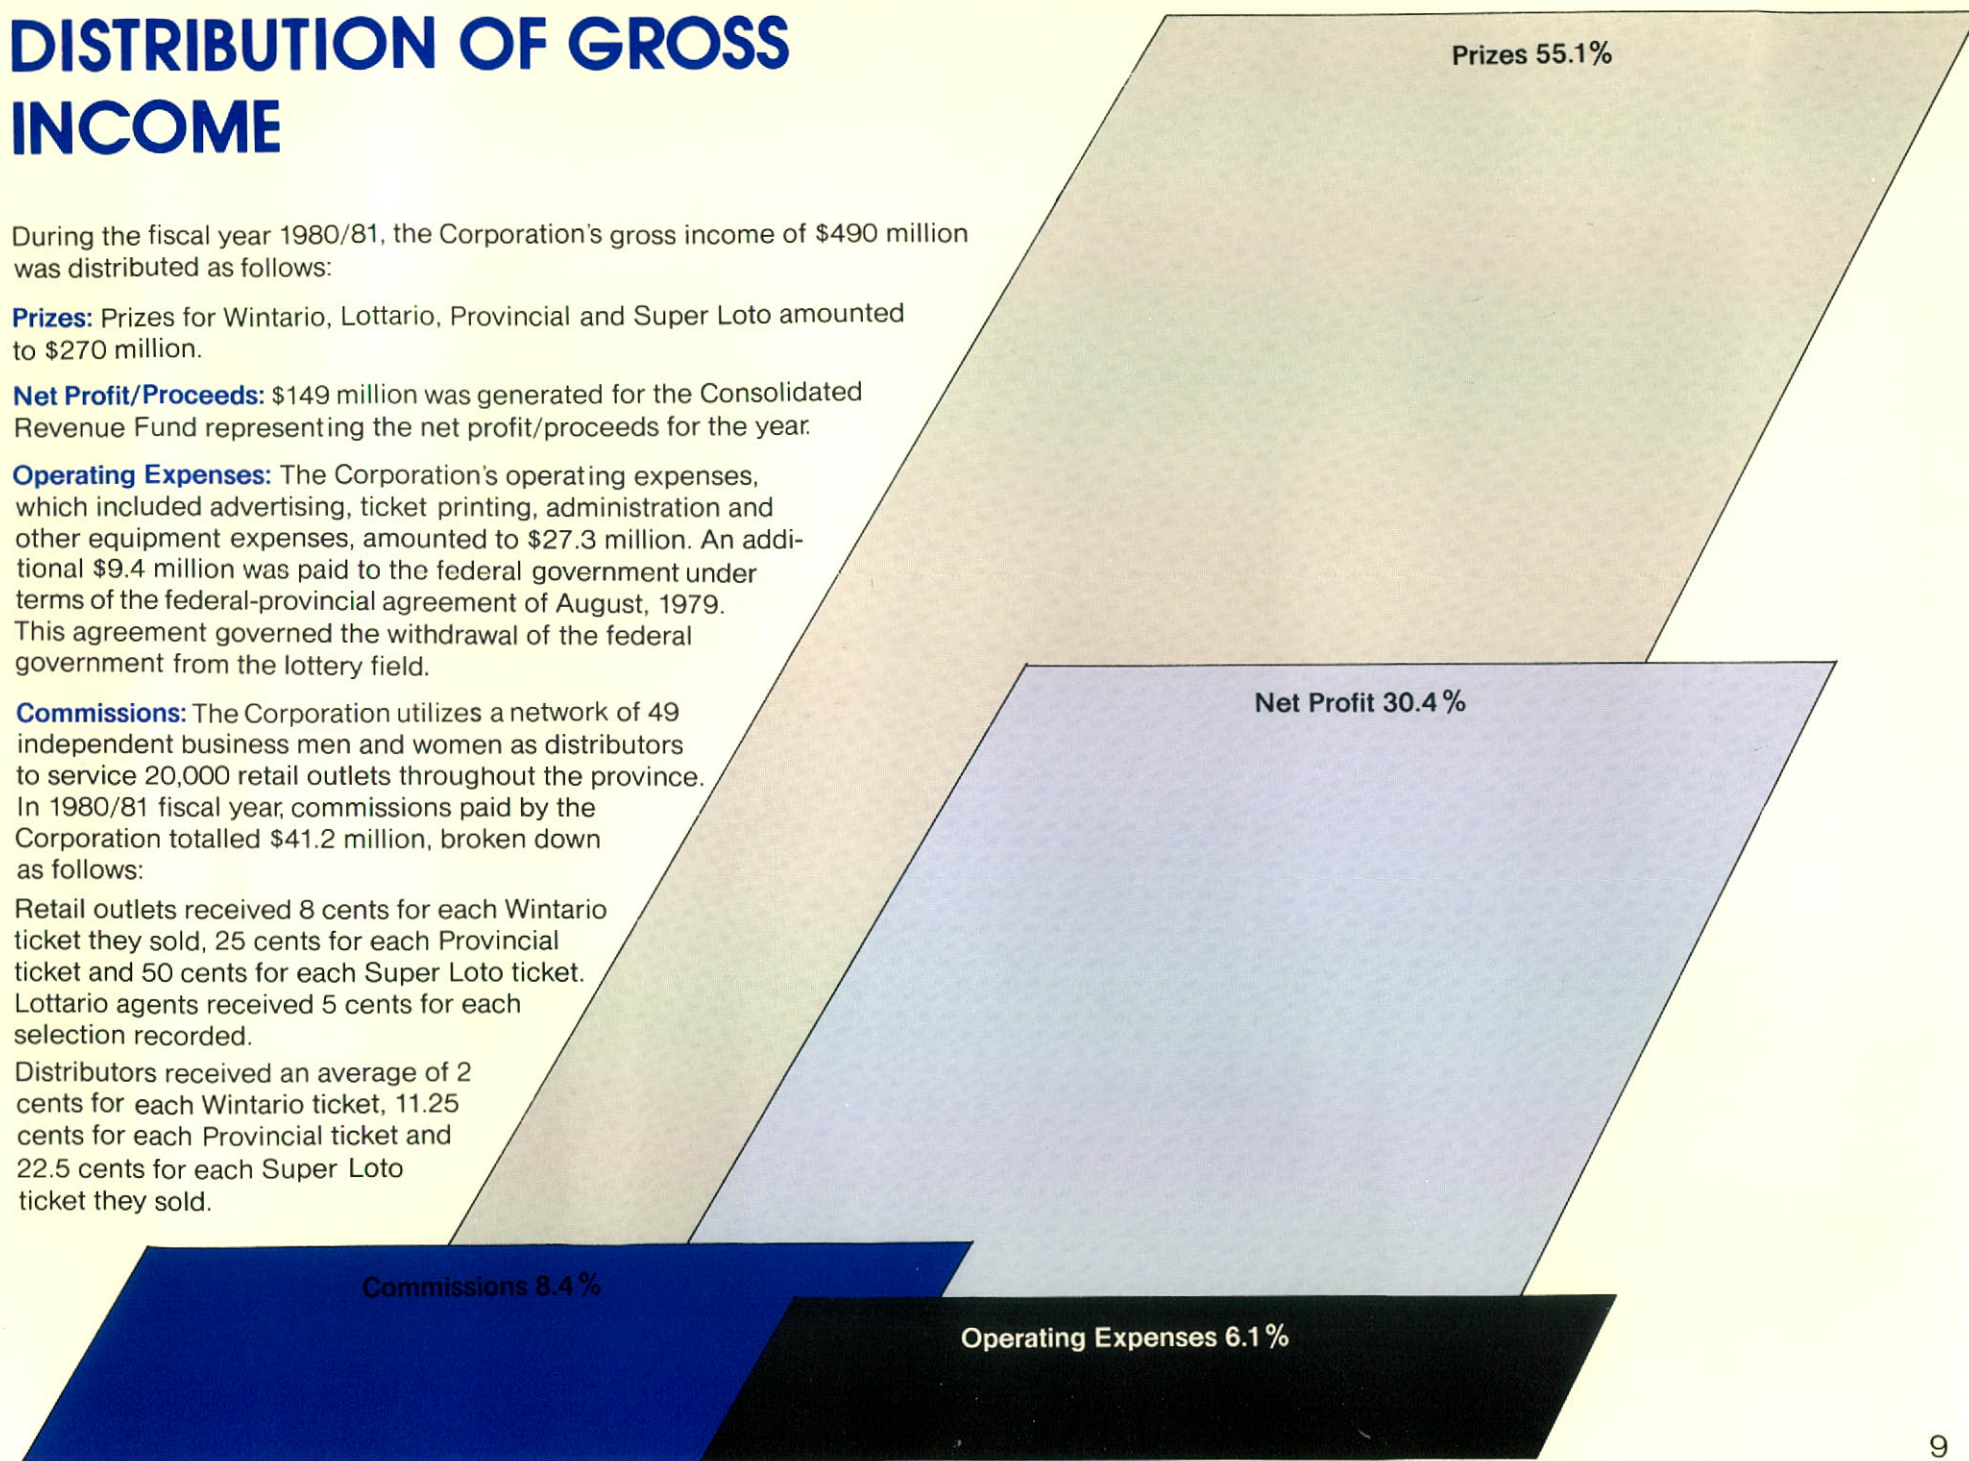 DISTRIBUTION OF GROSS
INCOME
During the fiscal year 1980/81, the Corporation's gross income of $490 million
was distributed as follows:
Prizes: Prizes for Wintario, Lottario, Provincial and Super Loto amounted
to $270 million.
Net Profit/Proceeds: $149 million was generated for the Consolidated
Revenue Fund representing the net profit/proceeds for the year.
Operating Expenses: The Corporation's operating expenses,
which included advertising, ticket printing, administration and
other equipment expenses, amounted to $27.3 million. An addi-
tional $9.4 million was paid to the federal government under
terms of the federal-provincial agreement of August, 1979.
This agreement governed the withdrawal of the federal
government from the lottery field.
Commissions: The Corporation utilizes a network of 49
independent business men and women as distributors
to service 20,000 retail outlets throughout the province.
In 1980/81 fiscal year, commissions paid by the
Corporation totalled $41.2 million, broken down
as follows:
Retail outlets received 8 cents for each Wintario
ticket they sold, 25 cents for each Provincial
ticket and 50 cents for each Super Loto ticket.
Lottario agents received 5 cents for each
selection recorded.
Distributors received an average of 2
cents for each Wintario ticket, 11.25
cents for each Provincial ticket and
22.5 cents for each Super Loto
ticket they sold.
Prizes 55.1%
Net Profit 30.4%
Commissions 8.4%
Operating Expenses 6.1%
9